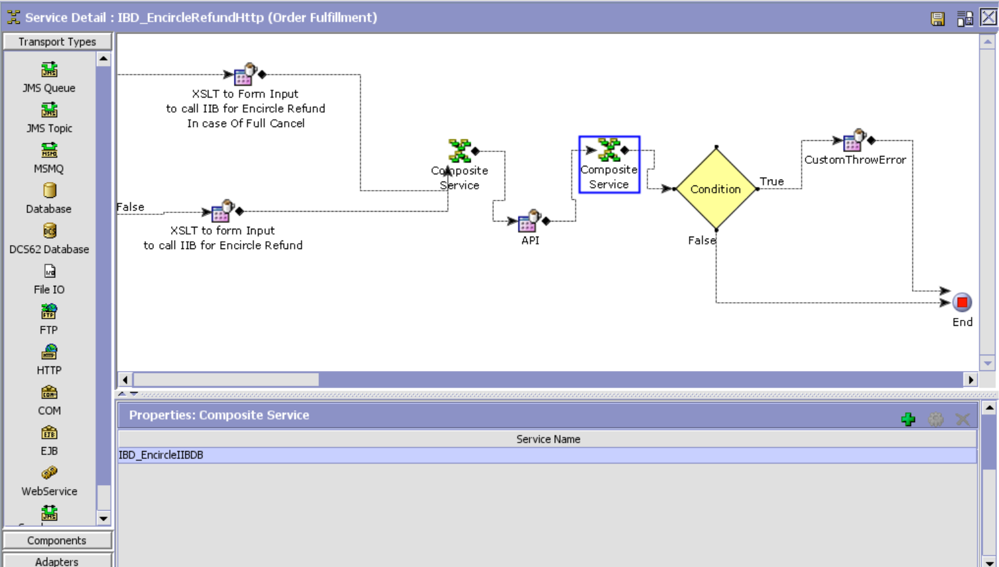 Service Detail : IBD_EncircleRefundHttp (Order Fulfillment)
Transport Types
JMS Queue
JMS Topic
MSMQ
Database
DCS62 Database
File IO
FTP
HTTP
COM
EJB
WebService
Components
Adapters
XSLT to Form Input
to call IIB for Encircle Refund
In case Of Full Cancel
False
XSLT to form Input
to call IIB for Encircle Refund
Composite
Service
API
Composite
Service
Condition
True
False
CustomThrowError
End
Properties: Composite Service
Service Name
IBD_EncircleIIBDB